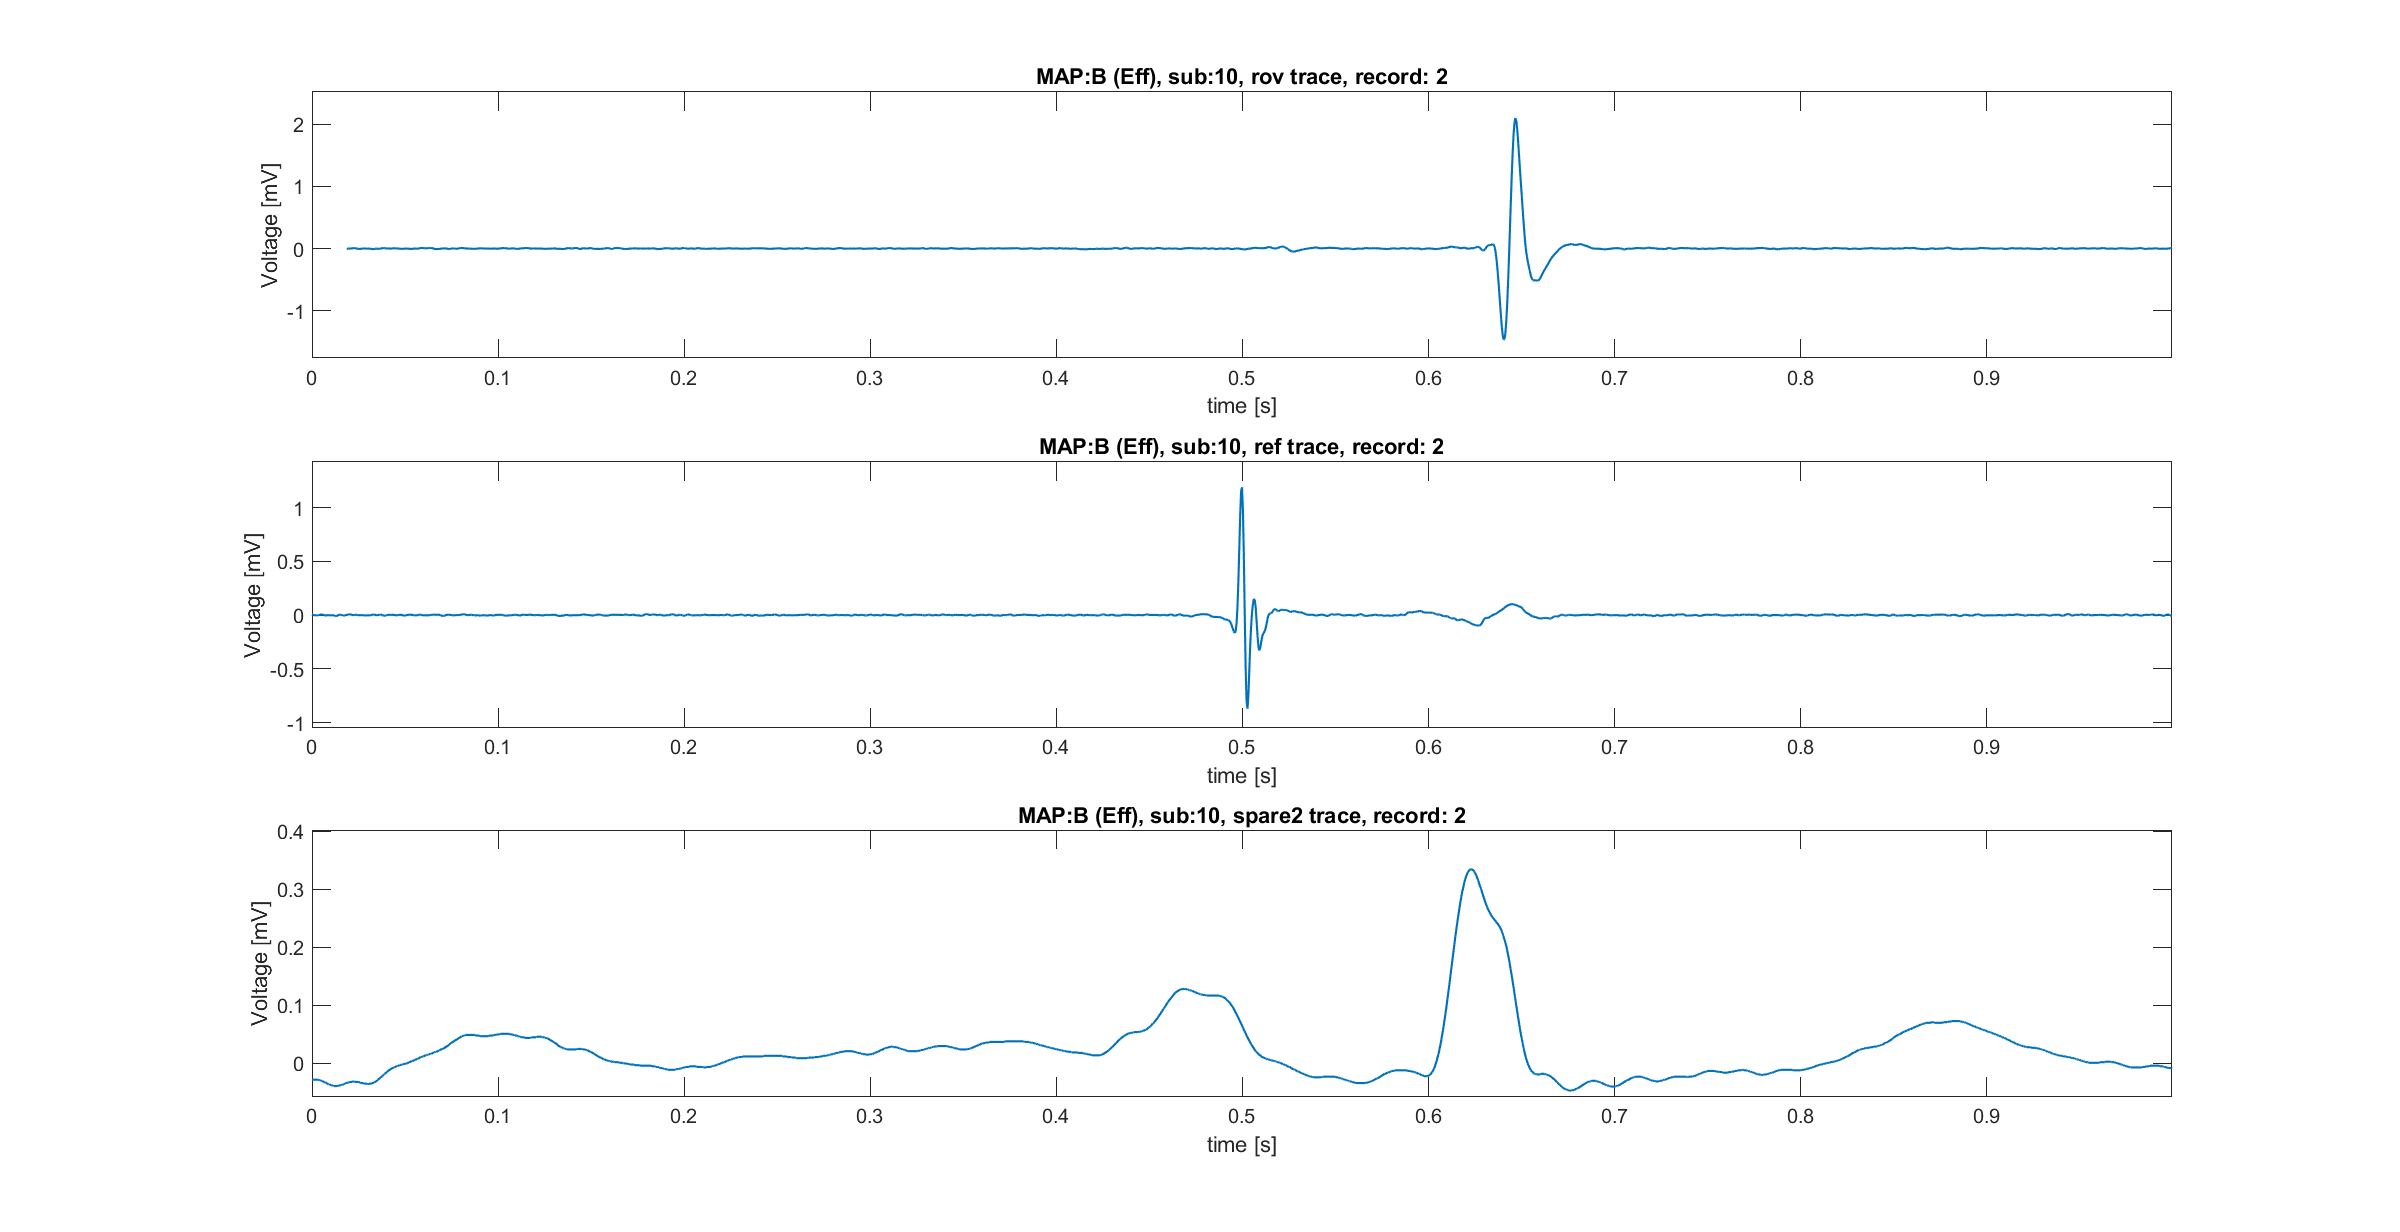 MAP:B (Eff), sub:10, rov trace, record: 2
Voltage [mV]
2
1
0
-1
0 0.1 0.2 0.3 0.4 0.5 0.6 0.7 0.8 0.9
time [s]
MAP:B (Eff), sub:10, ref trace, record: 2
Voltage [mV]
1
0.5
0
-0.5
-1
0 0.1 0.2 0.3 0.4 0.5 0.6 0.7 0.8 0.9
time [s]
MAP:B (Eff), sub:10, spare2 trace, record: 2
Voltage [mV]
0.4
0.3
0.2
0.1
0
0 0.1 0.2 0.3 0.4 0.5 0.6 0.7 0.8 0.9
time [s]